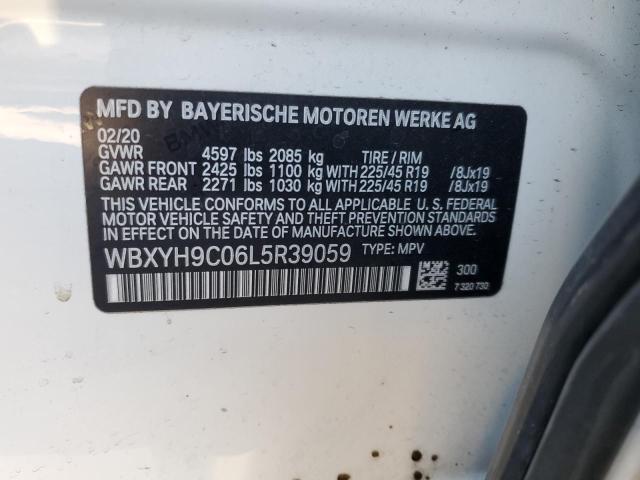 MFD BY BAYERISCHE MOTOREN WERKE AG
02/20
GVWR 4597 lbs 2085 kg TIRE / RIM
GAWR FRONT 2425 lbs 1100 kg WITH 225/45 R19 /8Jx19
GAWR REAR 2271 lbs 1030 kg WITH 225/45 R19 /8Jx19
THIS VEHICLE CONFORMS TO ALL APPLICABLE U. S. FEDERAL
MOTOR VEHICLE SAFETY, BUMPER, AND THEFT PREVENTION
STANDARDS IN EFFECT ON THE DATE OF MANUFACTURE SHOWN ABOVE.
WBXYH9C06L5R39059 TYPE: MPV
300
7 320 730